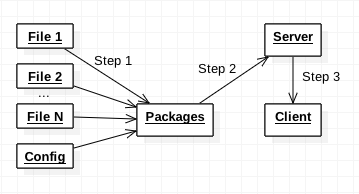 File 1
Server
Step 1
Step 2
File 2
Step 3
...
File N
Packages
Client
Config